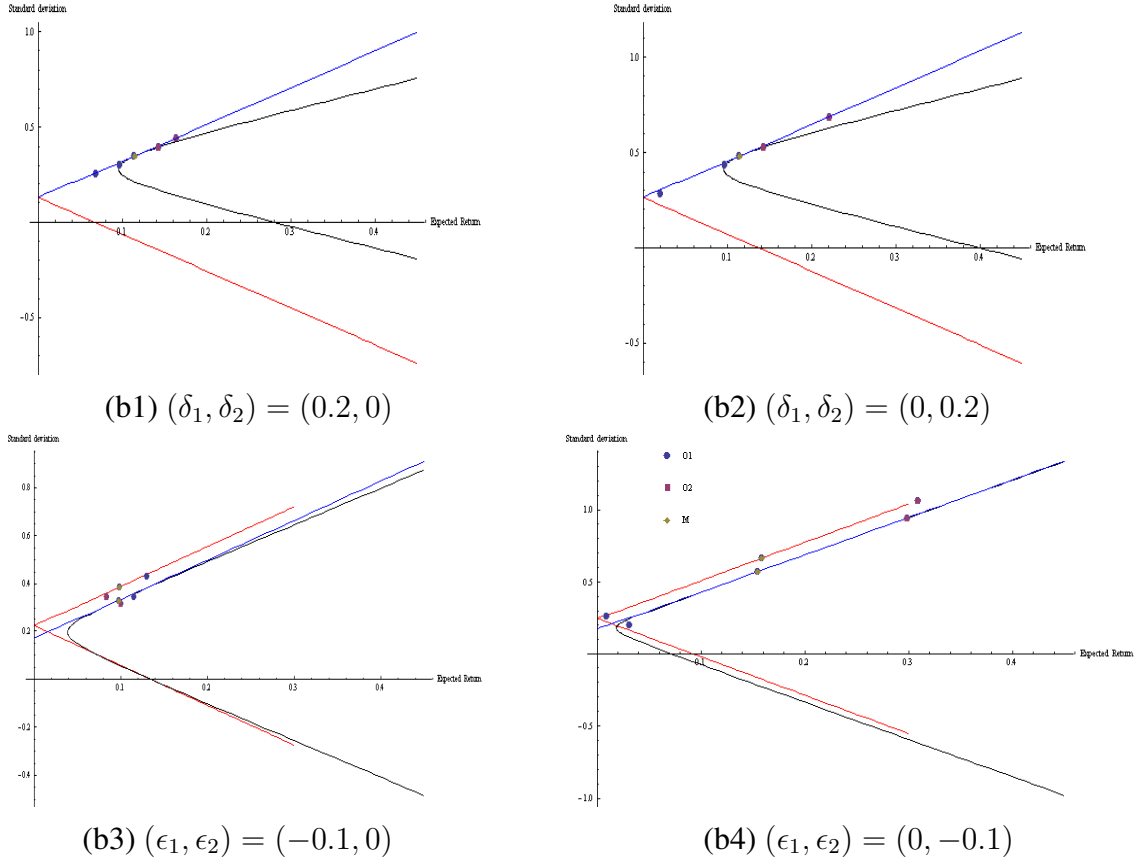 Standard deviation
Standard deviation
1.0
0.5
Expected Return
0.1 0.2 0.3 0.4
-0.5
1.0
0.5
Expected Return
0.1 0.2 0.3 0.4
-0.5
(b1) (δ₁, δ₂) = (0.2, 0)
(b2) (δ₁, δ₂) = (0, 0.2)
Standard deviation
Standard deviation
0.8
0.6
0.4
0.2
Expected Return
0.1 0.2 0.3 0.4
-0.2
-0.4
O1
O2
M
1.0
0.5
Expected Return
0.1 0.2 0.3 0.4
-0.5
-1.0
(b3) (ϵ₁, ϵ₂) = (−0.1, 0)
(b4) (ϵ₁, ϵ₂) = (0, −0.1)